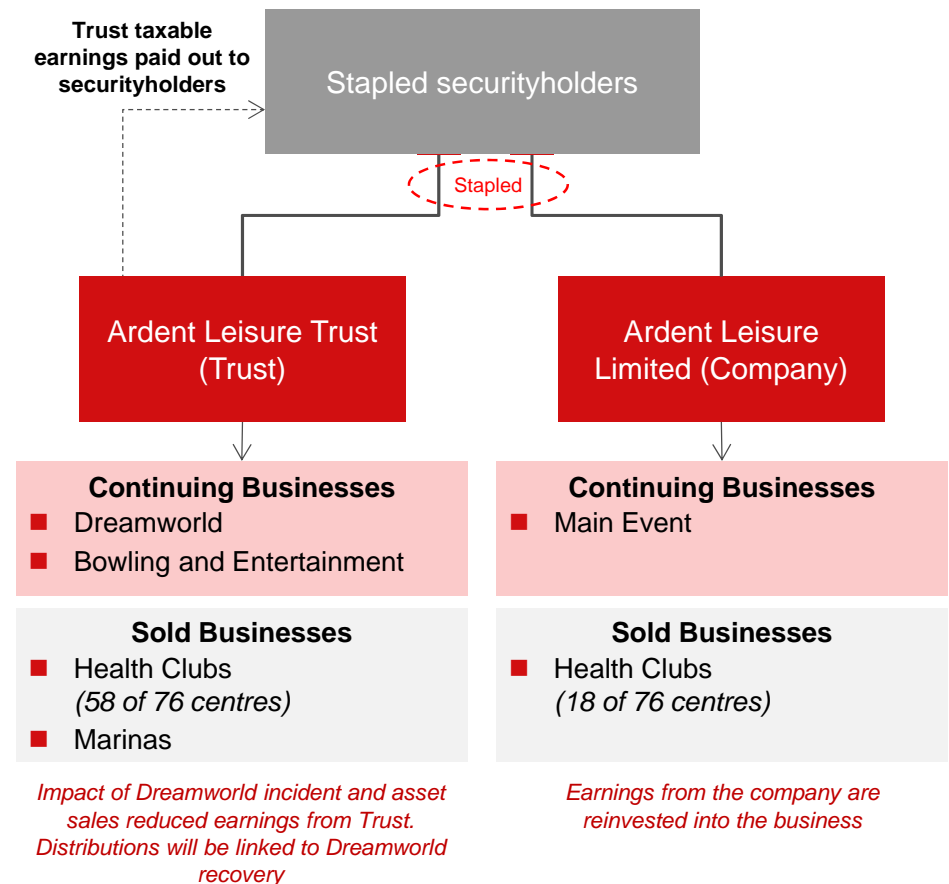 Trust taxable
earnings paid out to
securityholders
Stapled securityholders
Stapled
Ardent Leisure Trust
(Trust)
Ardent Leisure
Limited (Company)
Continuing Businesses
Dreamworld
Bowling and Entertainment
Continuing Businesses
Main Event
Sold Businesses
Health Clubs
(58 of 76 centres)
Marinas
Sold Businesses
Health Clubs
(18 of 76 centres)
Impact of Dreamworld incident and asset
sales reduced earnings from Trust.
Distributions will be linked to Dreamworld
recovery
Earnings from the company are
reinvested into the business